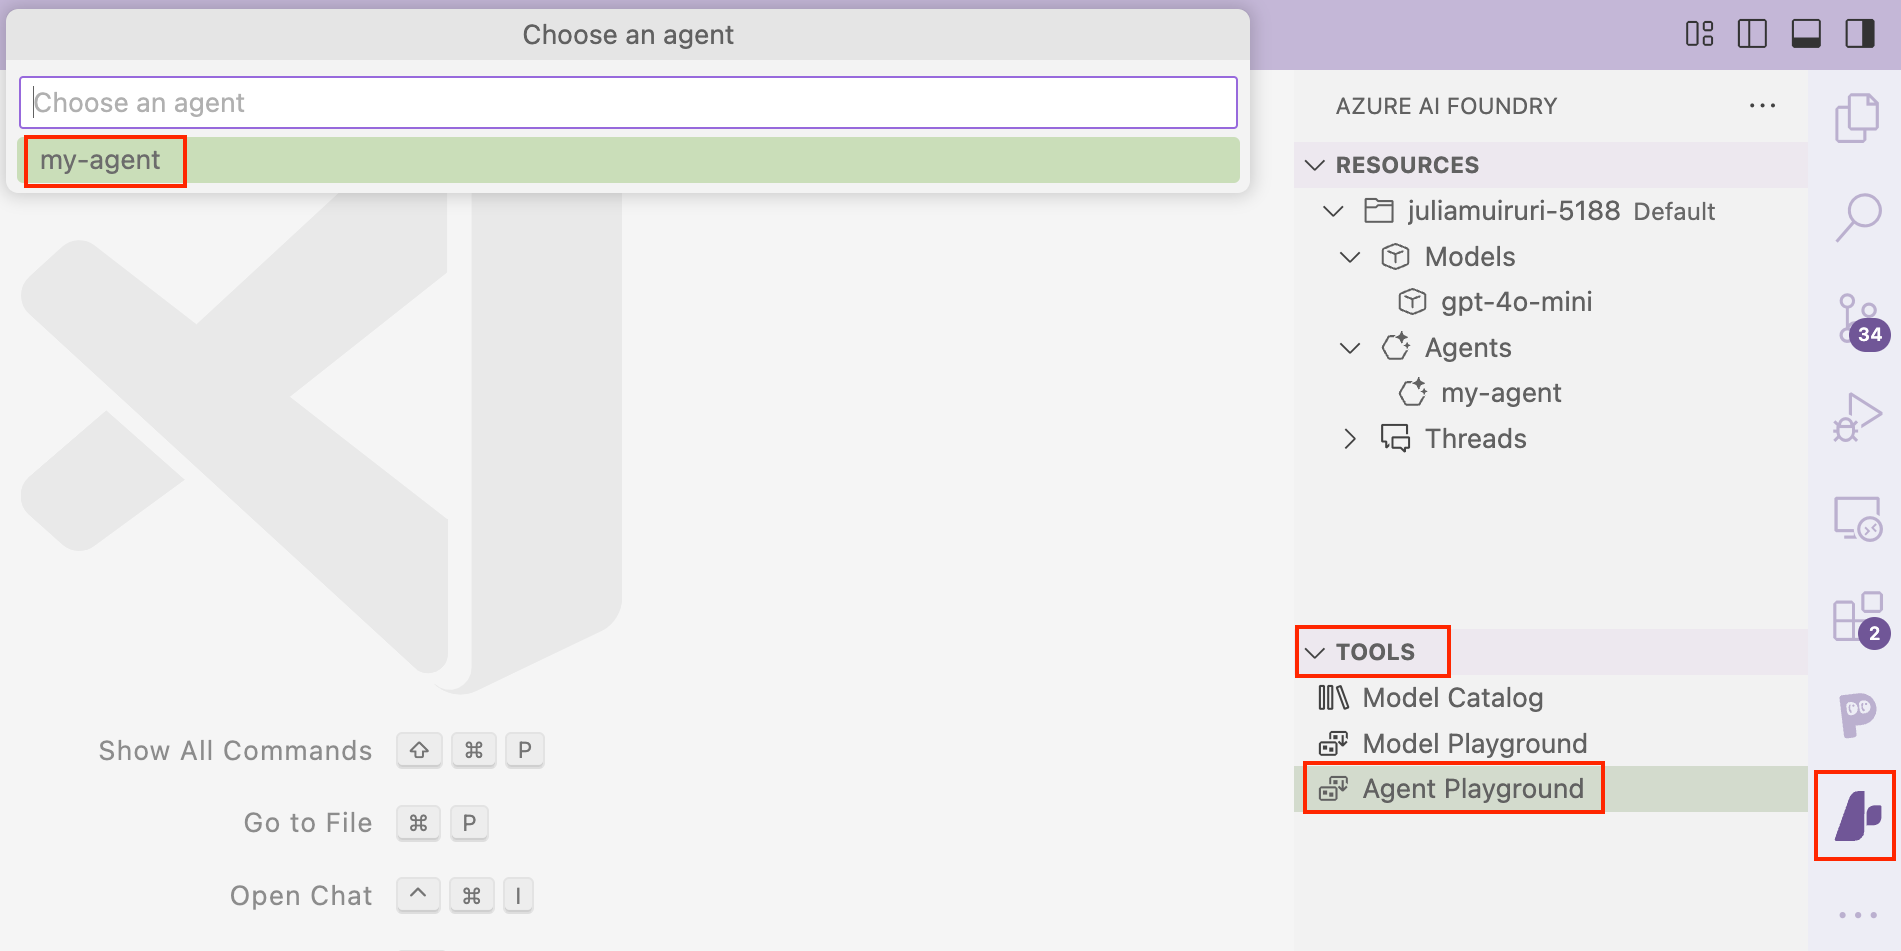 Choose an agent
Choose an agent
my-agent
Show All Commands ⇧ ⌘ P
Go to File ⌘ P
Open Chat ^ ⌘ I
AZURE AI FOUNDRY ...
RESOURCES
juliamuiruri-5188 Default
Models
gpt-4o-mini
Agents
my-agent
Threads
TOOLS
Model Catalog
Model Playground
Agent Playground
34
2